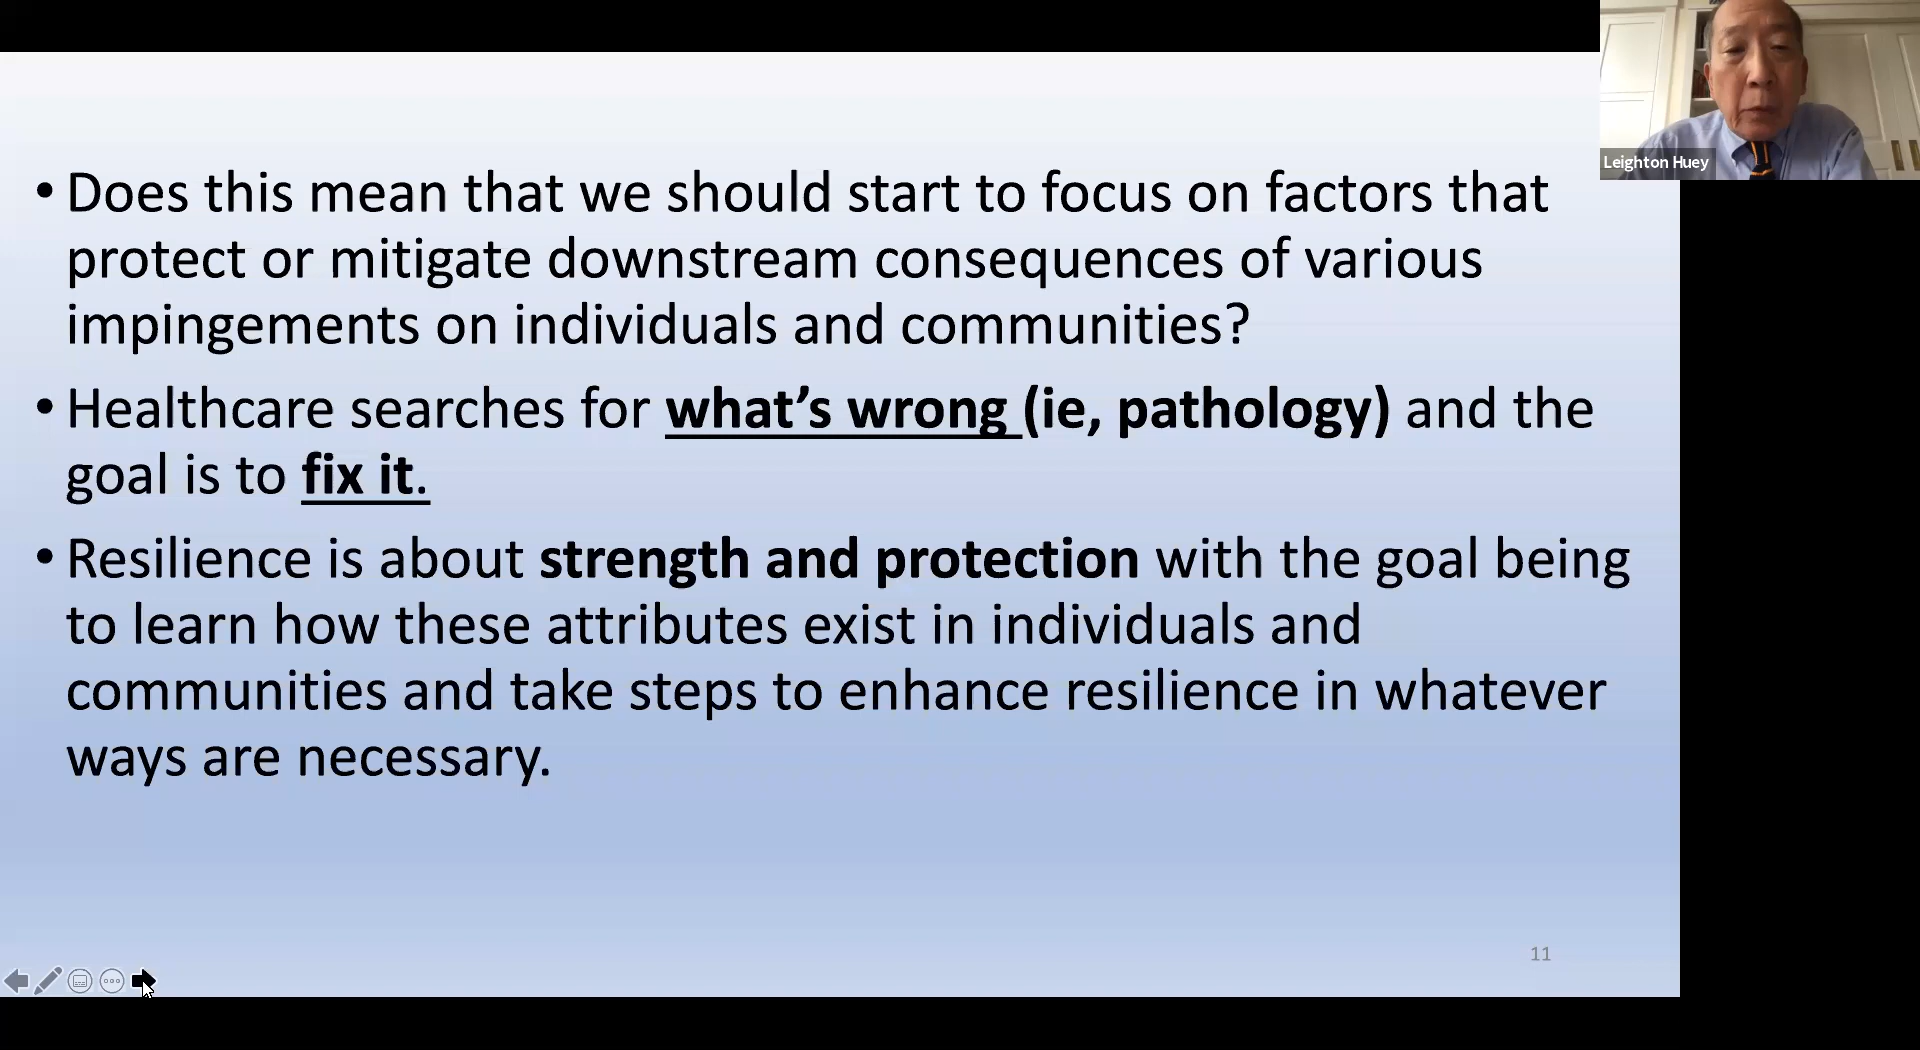 Leighton Huey
• Does this mean that we should start to focus on factors that
protect or mitigate downstream consequences of various
impingements on individuals and communities?
• Healthcare searches for what’s wrong (ie, pathology) and the
goal is to fix it.
• Resilience is about strength and protection with the goal being
to learn how these attributes exist in individuals and
communities and take steps to enhance resilience in whatever
ways are necessary.
11